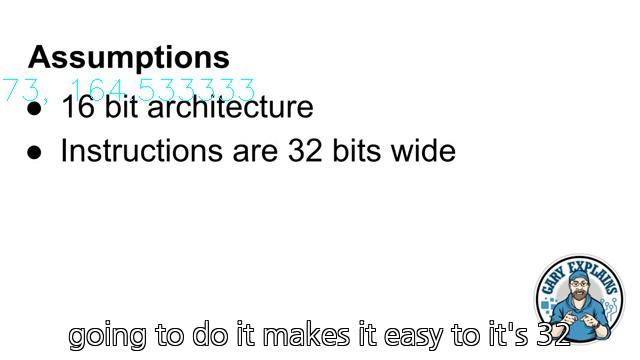 Assumptions
73, 164.533333
● 16 bit architecture
● Instructions are 32 bits wide
GARY EXPLAINS
going to do it makes it easy to it's 32